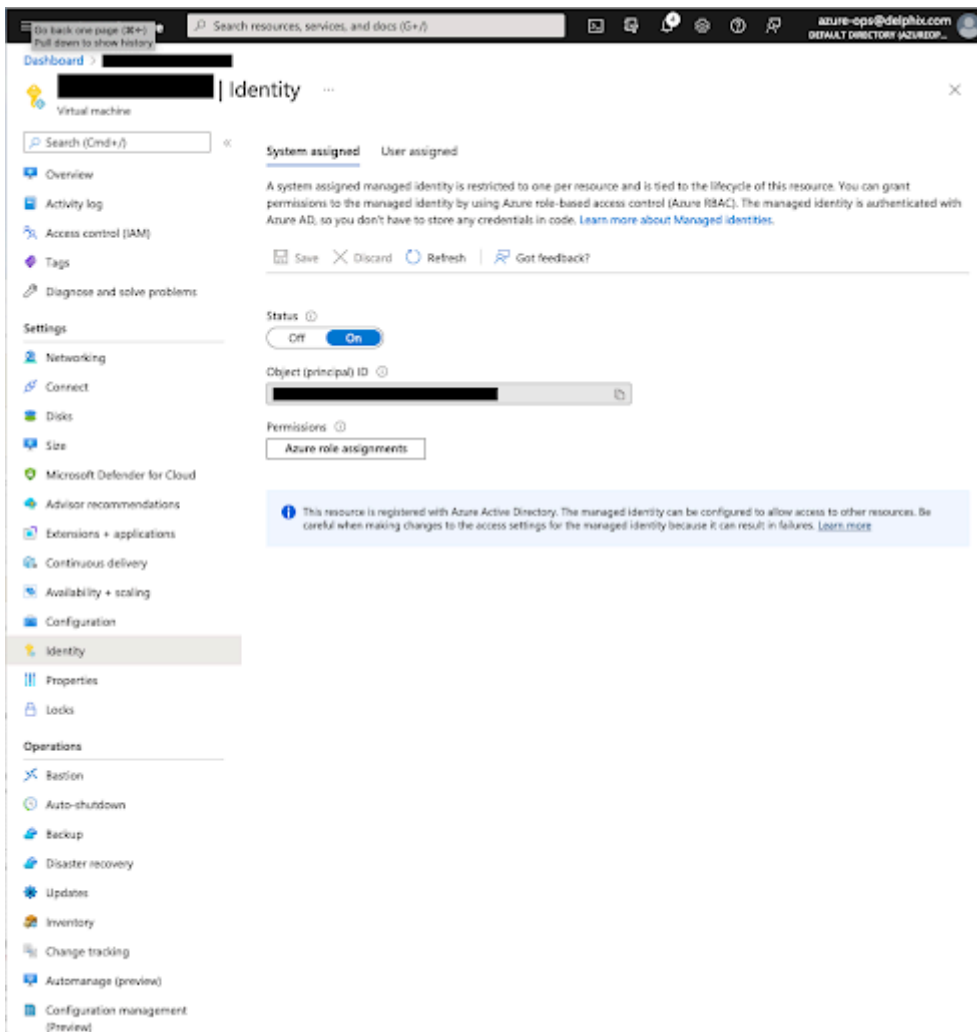 Go back one page (⌘←)
Pull down to show history
Search resources, services, and docs (G+/)
azure-ops@delphix.com
DEFAULT DIRECTORY (AZUREOP...
Dashboard >
| Identity ...
Virtual machine
Search (Cmd+/)
«
System assigned User assigned
A system assigned managed identity is restricted to one per resource and is tied to the lifecycle of this resource. You can grant
permissions to the managed identity by using Azure role-based access control (Azure RBAC). The managed identity is authenticated with
Azure AD, so you don't have to store any credentials in code. Learn more about Managed identities.
Save Discard Refresh Got feedback?
Status
Off On
Object (principal) ID
Permissions
Azure role assignments
This resource is registered with Azure Active Directory. The managed identity can be configured to allow access to other resources. Be
careful when making changes to the access settings for the managed identity because it can result in failures. Learn more
Overview
Activity log
Access control (IAM)
Tags
Diagnose and solve problems
Settings
Networking
Connect
Disks
Size
Microsoft Defender for Cloud
Advisor recommendations
Extensions + applications
Continuous delivery
Availability + scaling
Configuration
Identity
Properties
Locks
Operations
Bastion
Auto-shutdown
Backup
Disaster recovery
Updates
Inventory
Change tracking
Automanage (preview)
Configuration management
(Preview)